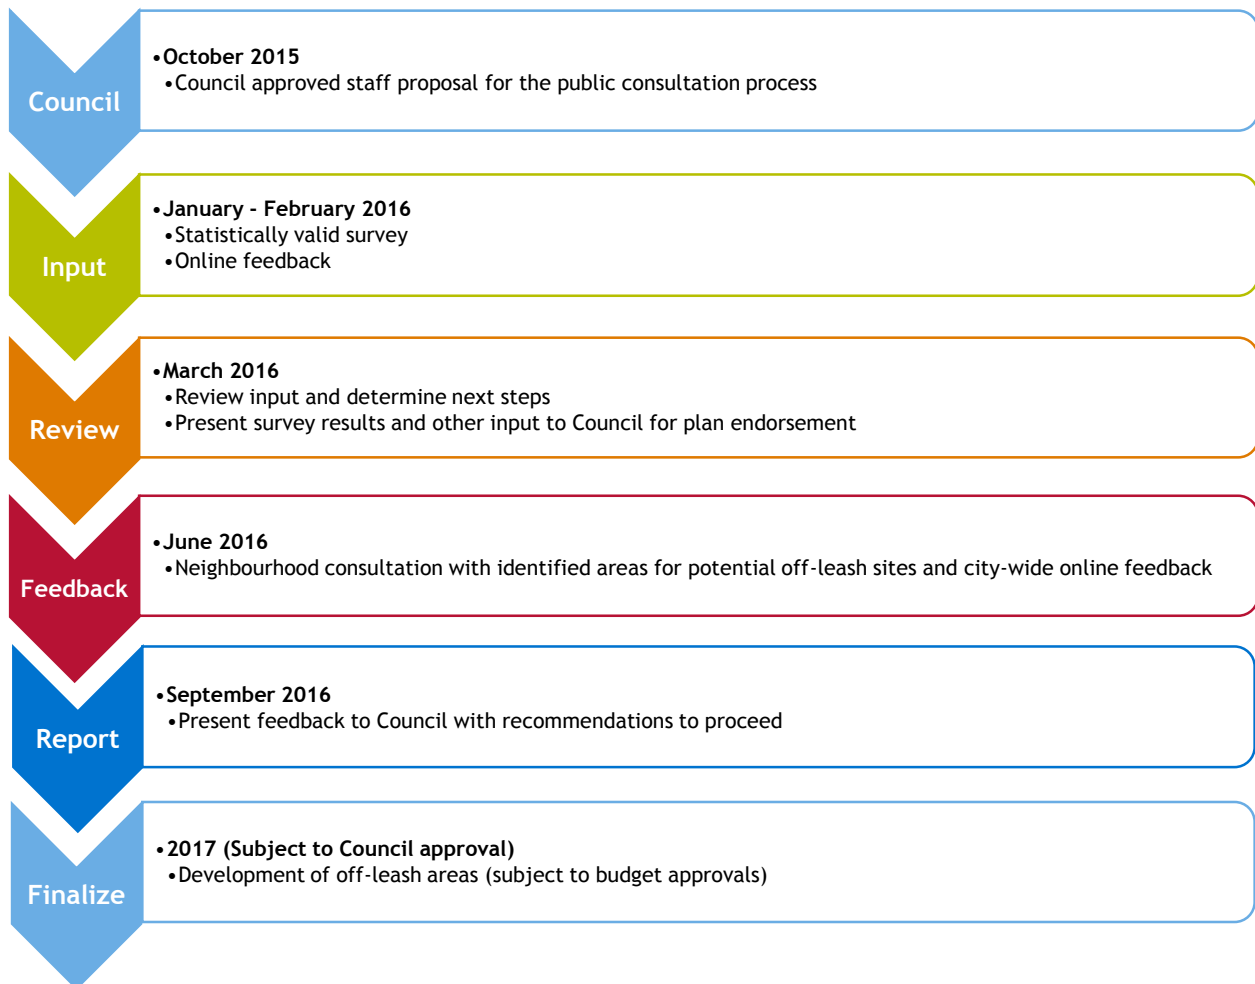 Council
•October 2015
•Council approved staff proposal for the public consultation process
Input
•January - February 2016
•Statistically valid survey
•Online feedback
Review
•March 2016
•Review input and determine next steps
•Present survey results and other input to Council for plan endorsement
Feedback
•June 2016
•Neighbourhood consultation with identified areas for potential off-leash sites and city-wide online feedback
Report
•September 2016
•Present feedback to Council with recommendations to proceed
Finalize
•2017 (Subject to Council approval)
•Development of off-leash areas (subject to budget approvals)